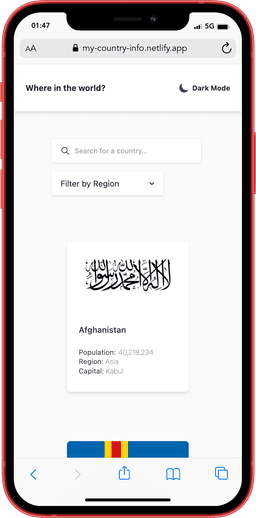 01:47
5G
AA
my-country-info.netlify.app
Where in the world?
Dark Mode
Search for a country...
Filter by Region
لا إله إلا الله محمد رسول الله
Afghanistan
Population: 40,218,234
Region: Asia
Capital: Kabul